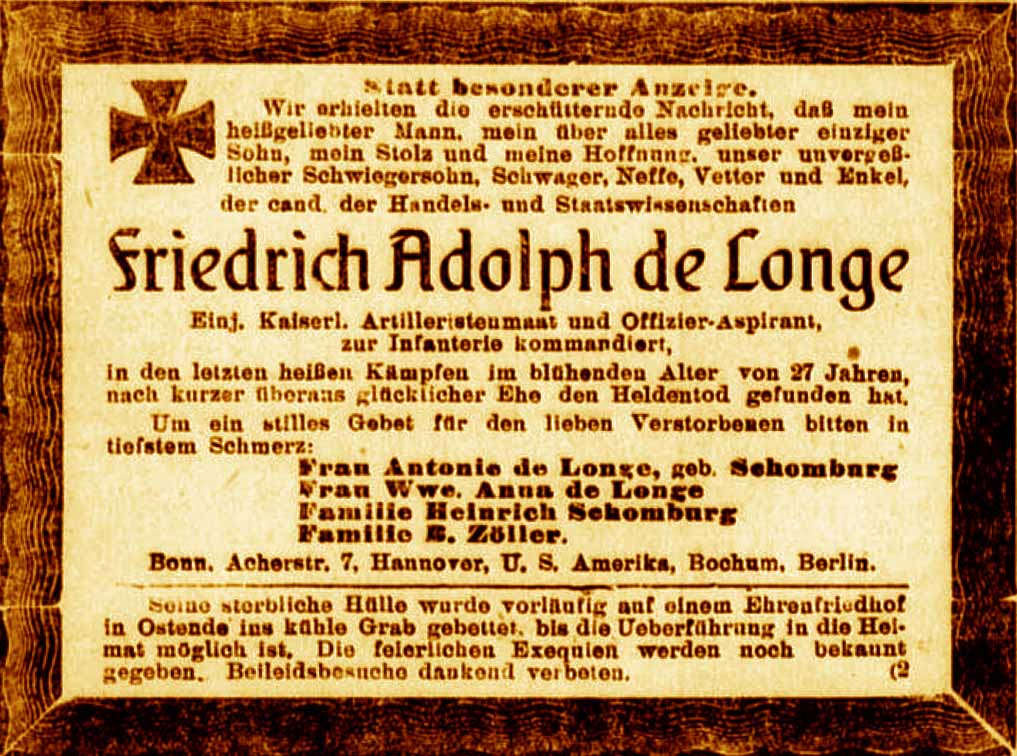 Statt besonderer Anzeige.
Wir erhielten die erschütternde Nachricht, daß mein
heißgeliebter Mann, mein über alles geliebter einziger
Sohn, mein Stolz und meine Hoffnung, unser unvergeß-
licher Schwiegersohn, Schwager, Neffe, Vetter und Enkel,
der cand. der Handels- und Staatswissenschaften
Friedrich Adolph de Longe
Einj. Kaiserl. Artilleristenmaat und Offizier-Aspirant,
zur Infanterie kommandiert,
in den letzten heißen Kämpfen im blühenden Alter von 27 Jahren,
nach kurzer überaus glücklicher Ehe den Heldentod gefunden hat.
Um ein stilles Gebet für den lieben Verstorbenen bitten in
tiefstem Schmerz:
Frau Antonie de Longe, geb. Schomburg
Frau Wwe. Anna de Longe
Familie Heinrich Schomburg
Familie B. Zöller.
Bonn, Acherstr. 7, Hannover, U. S. Amerika, Bochum, Berlin.
Seine sterbliche Hülle wurde vorläufig auf einem Ehrenfriedhof
in Ostende ins kühle Grab gebettet, bis die Ueberführung in die Hei-
mat möglich ist. Die feierlichen Exequien werden noch bekannt
gegeben. Beileidsbesuche dankend verbeten. (2